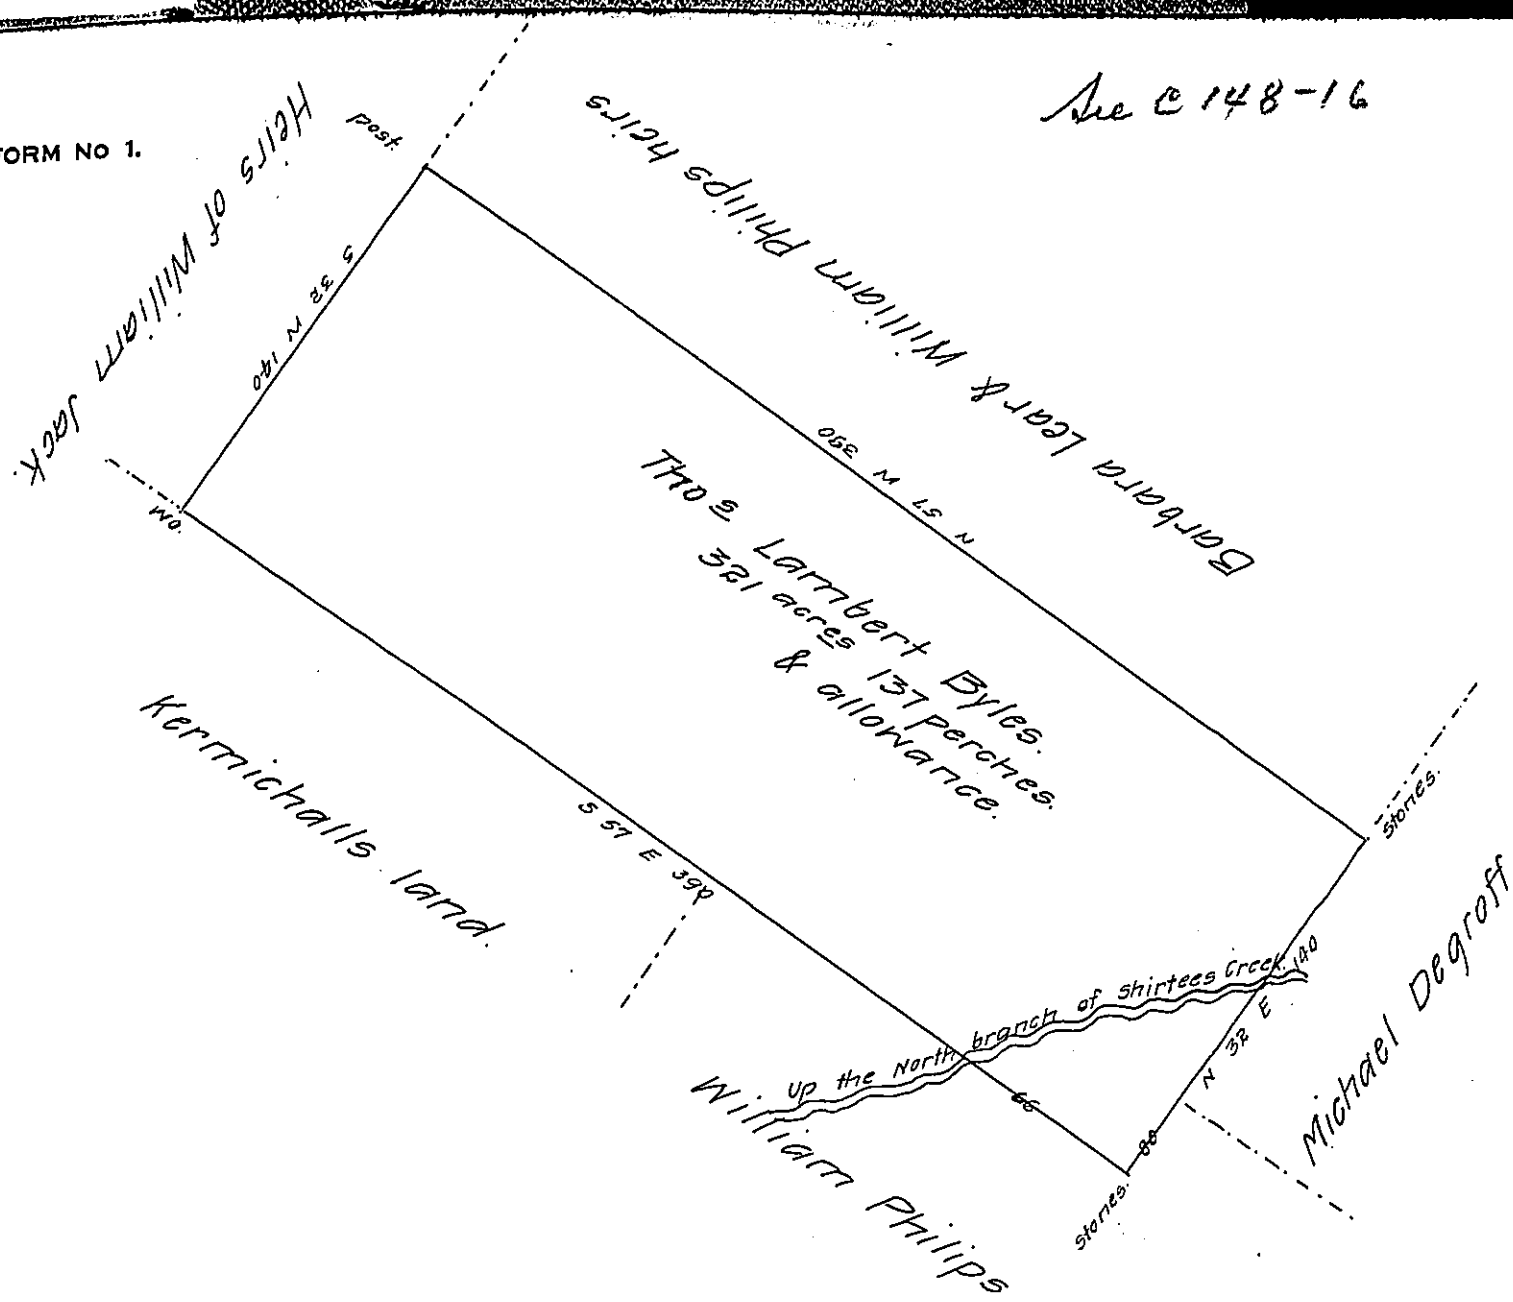 See C 148-16
FORM No 1.
Heirs of William Jack.
post.
Barbara Lear & William Philips heirs
S 32 W 140
N 57 W 390
WO.
Thos Lambert Byles.
321 acres 137 perches.
& allowance.
Kermichalls land.
S 57 E 390
Stones.
Up the North branch of Shirtees Creek.
N 32 E 140
Michael Degroff
66
80
Stones.
William Philips